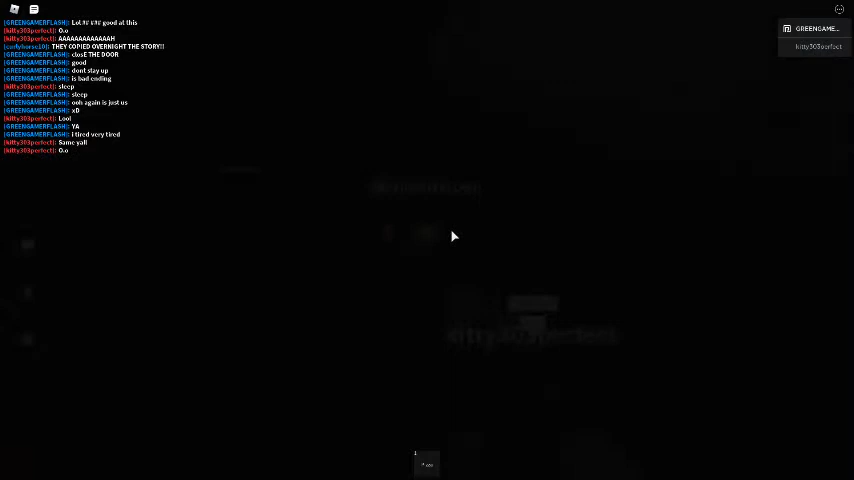 [GREENGAMERFLASH]: Lol ## ### good at this
[kitty303perfect]: O.o
[kitty303perfect]: AAAAAAAAAAAAAH
[curlyhorse10]: THEY COPIED OVERNIGHT THE STORY!!
[GREENGAMERFLASH]: closE THE DOOR
[GREENGAMERFLASH]: good
[GREENGAMERFLASH]: dont stay up
[GREENGAMERFLASH]: is bad ending
[kitty303perfect]: sleep
[GREENGAMERFLASH]: sleep
[GREENGAMERFLASH]: ooh again is just us
[GREENGAMERFLASH]: xD
[kitty303perfect]: Lool
[GREENGAMERFLASH]: YA
[GREENGAMERFLASH]: i tired very tired
[kitty303perfect]: Same yall
[kitty303perfect]: O.o
GREENGAME...
kitty303perfect
kitty303perfect
1